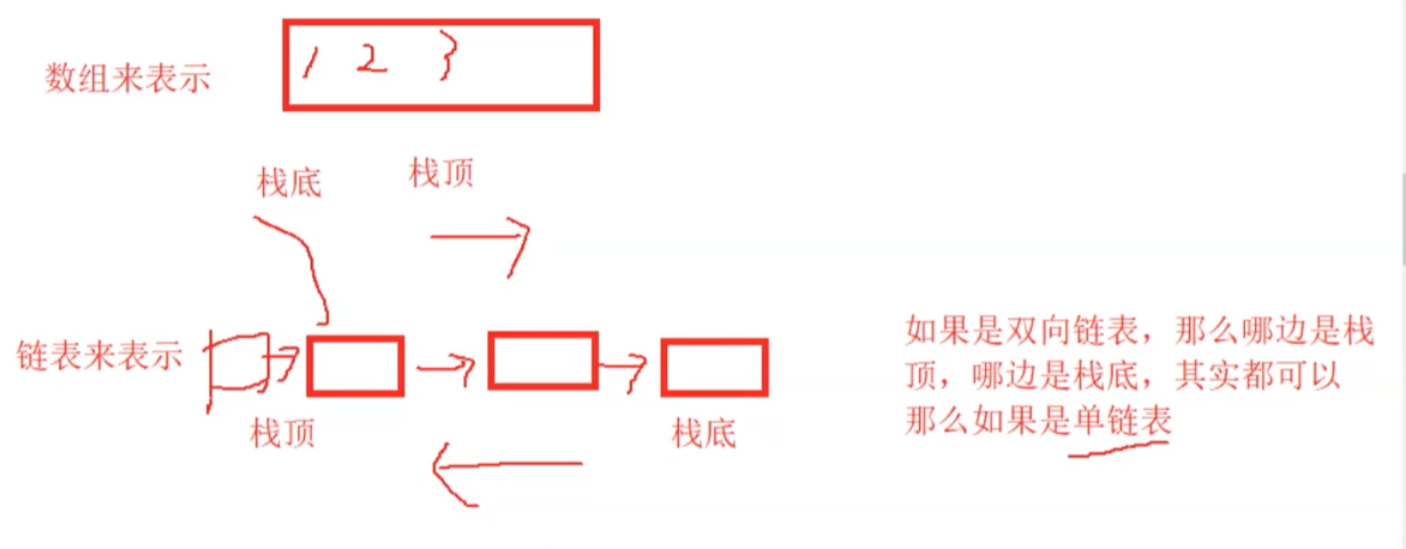 数组来表示
1 2 3
栈底
栈顶
链表来表示
栈顶
栈底
如果是双向链表，那么哪边是栈
顶，哪边是栈底，其实都可以
那么如果是单链表